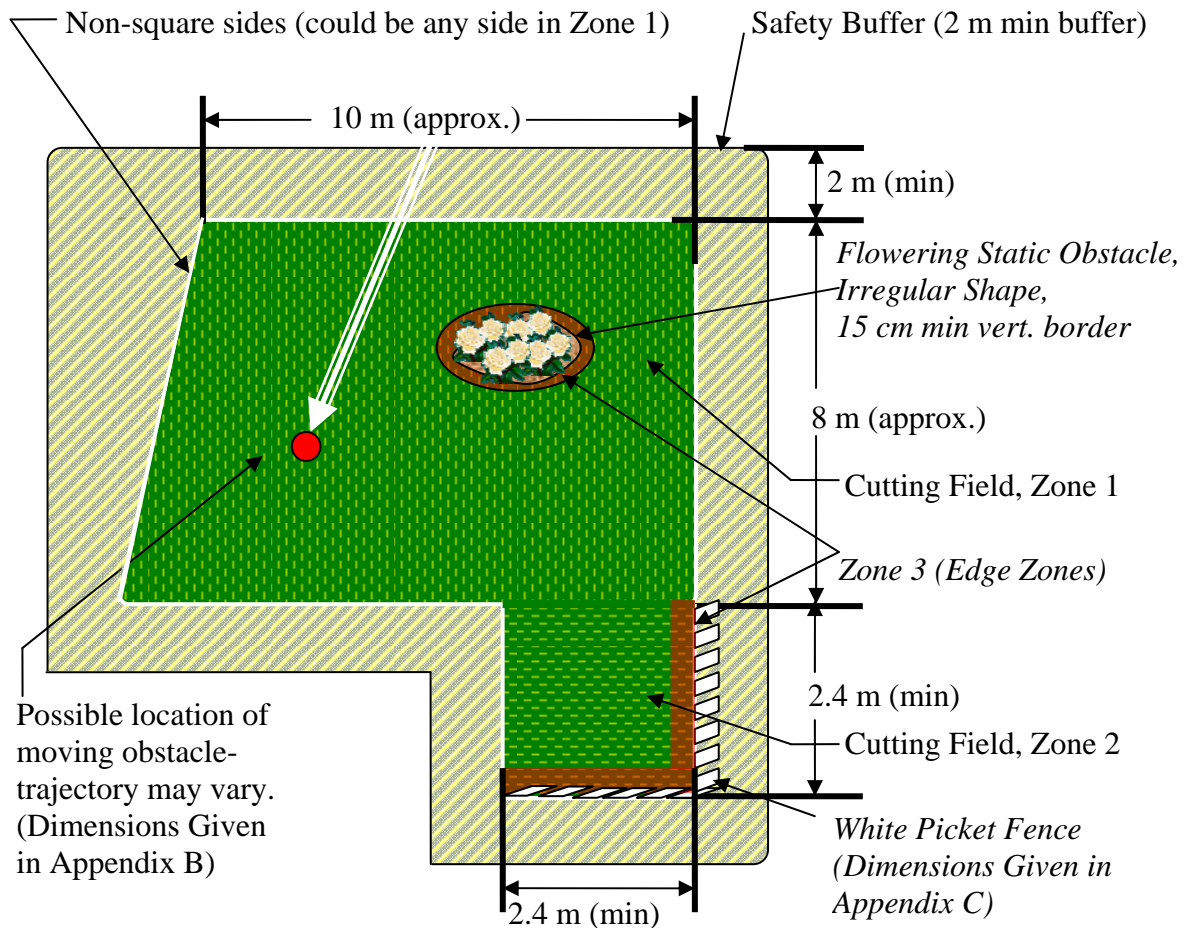 Non-square sides (could be any side in Zone 1)
Safety Buffer (2 m min buffer)
10 m (approx.)
2 m (min)
Flowering Static Obstacle,
Irregular Shape,
15 cm min vert. border
8 m (approx.)
Cutting Field, Zone 1
Zone 3 (Edge Zones)
2.4 m (min)
Cutting Field, Zone 2
Possible location of
moving obstacle-
trajectory may vary.
(Dimensions Given
in Appendix B)
White Picket Fence
(Dimensions Given in
Appendix C)
2.4 m (min)